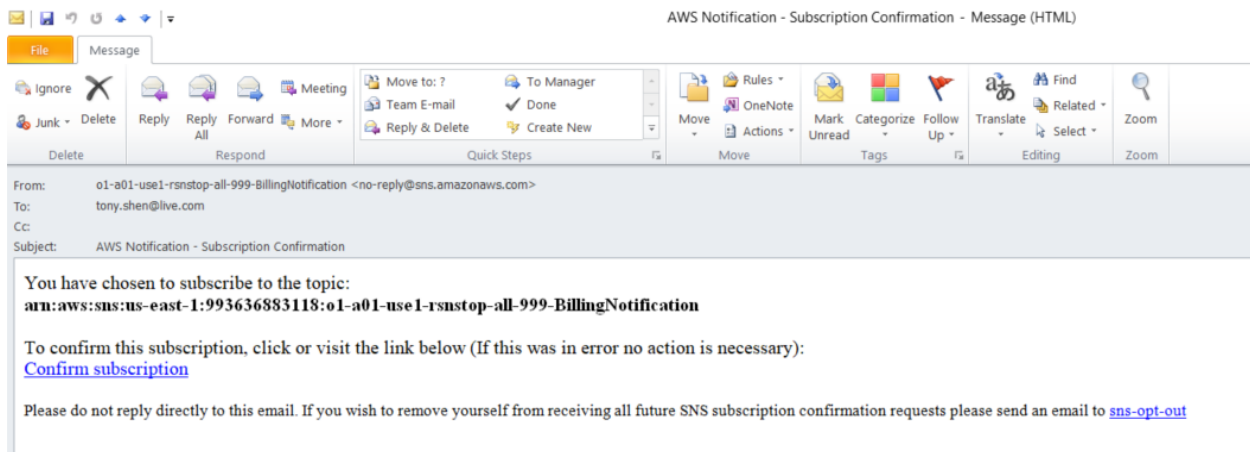 AWS Notification - Subscription Confirmation - Message (HTML)
File Message
Ignore
Junk
Delete
Reply
Reply All
Forward
Meeting
More
Move to: ?
Team E-mail
Reply & Delete
To Manager
Done
Create New
Move
Rules
OneNote
Actions
Mark Unread
Categorize
Follow Up
Translate
Find
Related
Select
Zoom
Delete Respond Quick Steps Move Tags Editing Zoom
From: o1-a01-use1-rsnstop-all-999-BillingNotification <no-reply@sns.amazonaws.com>
To: tony.shen@live.com
Cc:
Subject: AWS Notification - Subscription Confirmation
You have chosen to subscribe to the topic:
arn:aws:sns:us-east-1:993636883118:o1-a01-use1-rsnstop-all-999-BillingNotification
To confirm this subscription, click or visit the link below (If this was in error no action is necessary):
Confirm subscription
Please do not reply directly to this email. If you wish to remove yourself from receiving all future SNS subscription confirmation requests please send an email to sns-opt-out